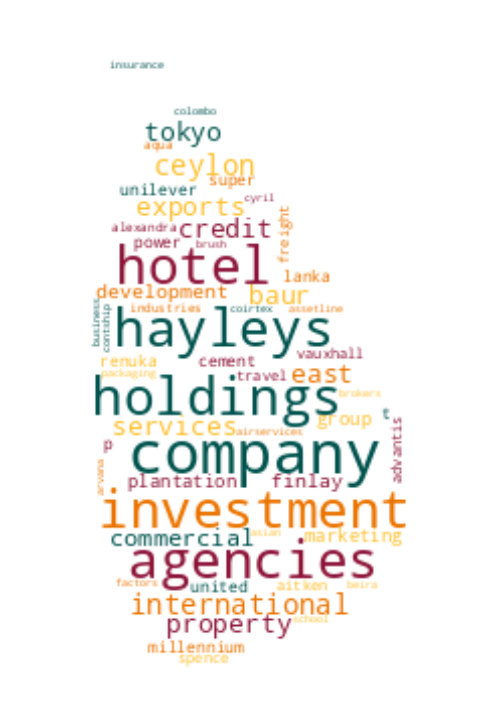 insurance
colombo
tokyo
aqua
ceylon
super
unilever
cyril
exports
freight
alexandra
credit
power
brush
hotel
lanka
development
baur
business
contship
industries
coirtex
assetline
hayleys
vauxhall
renuka
cement
packaging
travel
east
holdings
brokers
t
group
services
airservices
advantis
p
company
arvana
plantation
finlay
investment
commercial
asian
marketing
agencies
factors
united
aitken
beira
international
school
property
millennium
spence